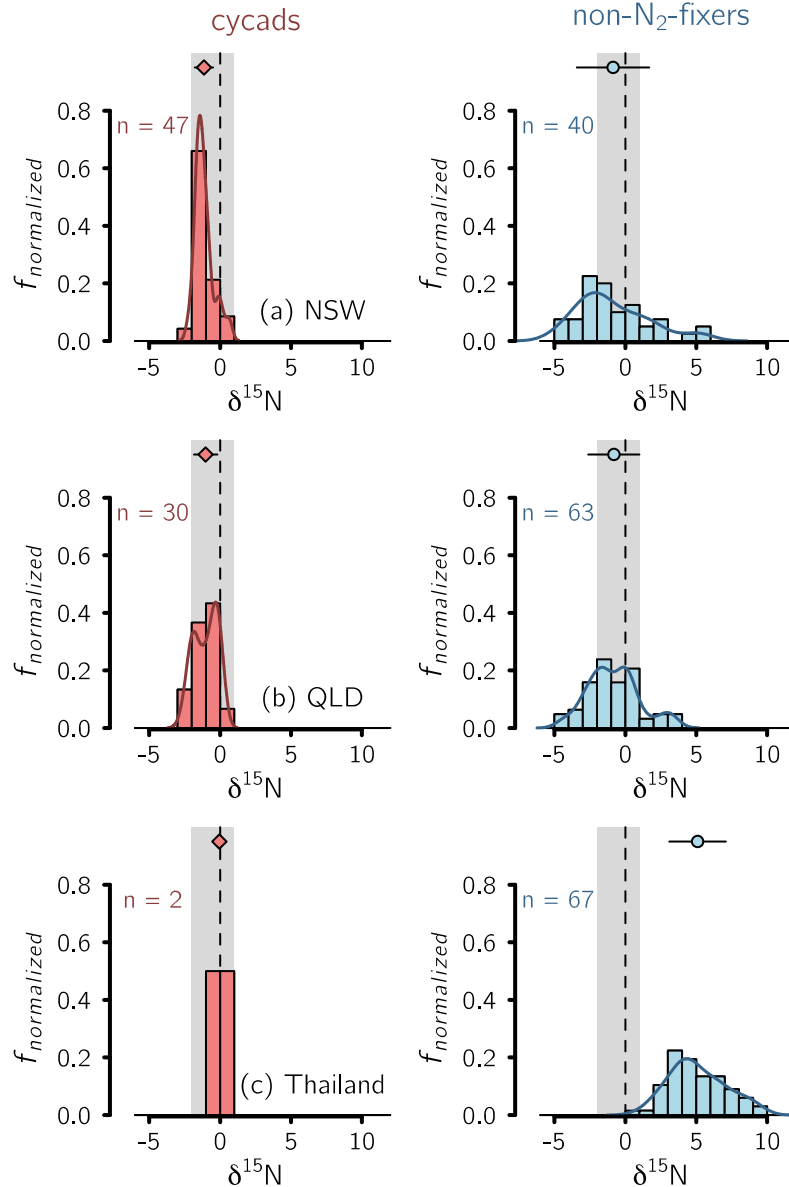 cycads
non-N₂-fixers
n = 47
(a) NSW
0.0
0.2
0.4
0.6
0.8
f normalized
-5 0 5 10
δ¹⁵N
n = 40
0.0
0.2
0.4
0.6
0.8
f normalized
-5 0 5 10
δ¹⁵N
n = 30
(b) QLD
0.0
0.2
0.4
0.6
0.8
f normalized
-5 0 5 10
δ¹⁵N
n = 63
0.0
0.2
0.4
0.6
0.8
f normalized
-5 0 5 10
δ¹⁵N
n = 2
(c) Thailand
0.0
0.2
0.4
0.6
0.8
f normalized
-5 0 5 10
δ¹⁵N
n = 67
0.0
0.2
0.4
0.6
0.8
f normalized
-5 0 5 10
δ¹⁵N